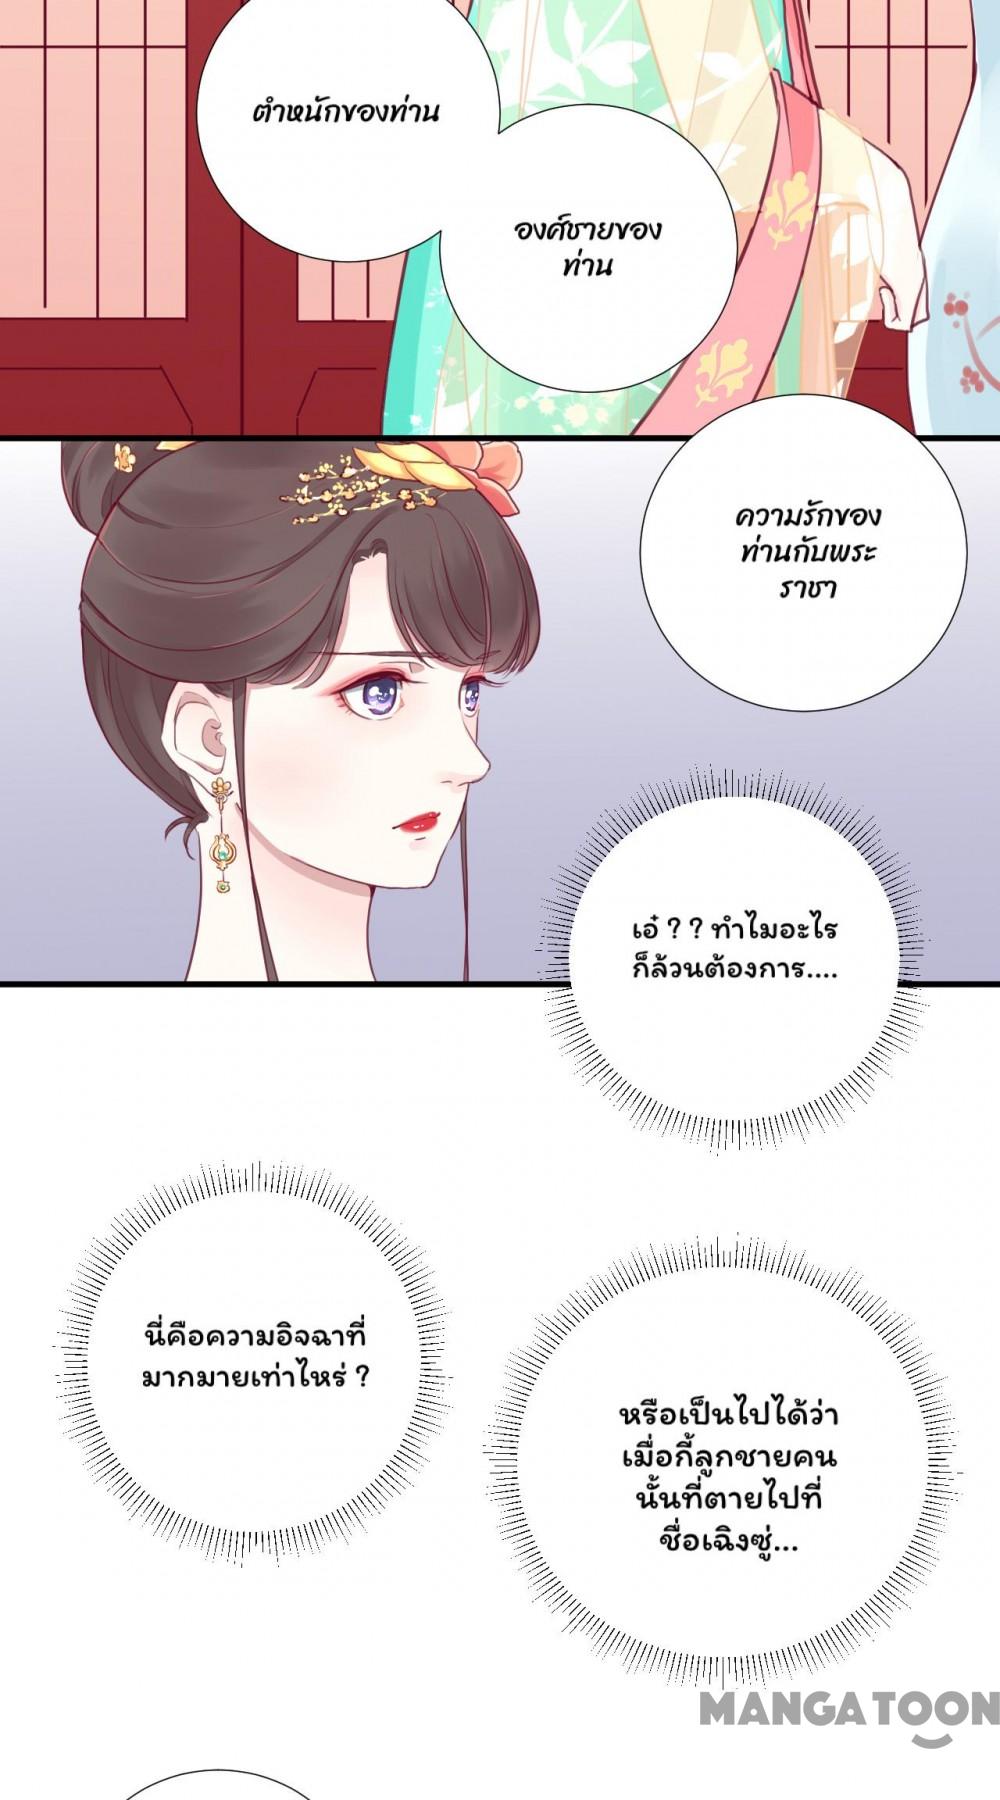 ตำหนักของท่าน
องค์ชายของ
ท่าน
ความรักของ
ท่านกับพระ
ราชา
เอ๋ ? ? ทำไมอะไร
ก็ล้วนต้องการ....
นี่คือความอิจฉาที่
มากมายเท่าไหร่ ?
หรือเป็นไปได้ว่า
เมื่อกี้ลูกชายคน
นั้นที่ตายไปที่
ชื่อเฉิงซู่...
MANGATOON